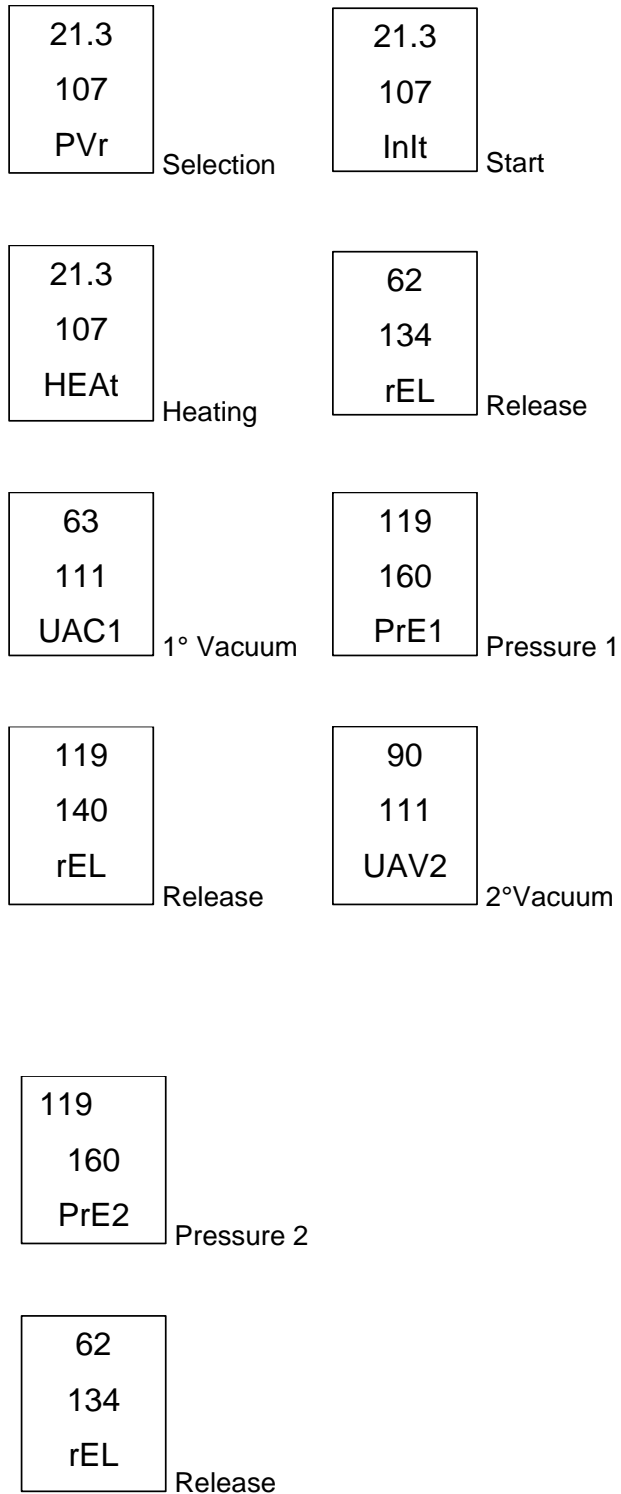 21.3
107
PVr
Selection
21.3
107
InIt
Start
21.3
107
HEAt
Heating
62
134
rEL
Release
63
111
UAC1
1° Vacuum
119
160
PrE1
Pressure 1
119
140
rEL
Release
90
111
UAV2
2°Vacuum
119
160
PrE2
Pressure 2
62
134
rEL
Release